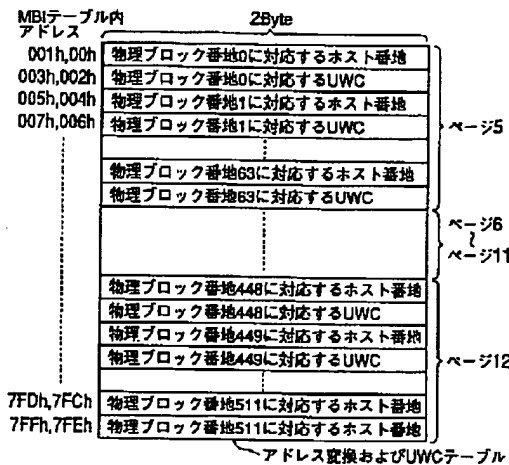 MBIテーブル内
アドレス
2Byte
001h,00h 物理ブロック番地0に対応するホスト番地
003h,002h 物理ブロック番地0に対応するUWC
005h,004h 物理ブロック番地1に対応するホスト番地
007h,006h 物理ブロック番地1に対応するUWC
ページ5
物理ブロック番地63に対応するホスト番地
物理ブロック番地63に対応するUWC
ページ6
〜
ページ11
物理ブロック番地448に対応するホスト番地
物理ブロック番地448に対応するUWC
物理ブロック番地449に対応するホスト番地
物理ブロック番地449に対応するUWC
ページ12
7FDh,7FCh 物理ブロック番地511に対応するホスト番地
7FFh,7FEh 物理ブロック番地511に対応するホスト番地
アドレス変換およびUWCテーブル